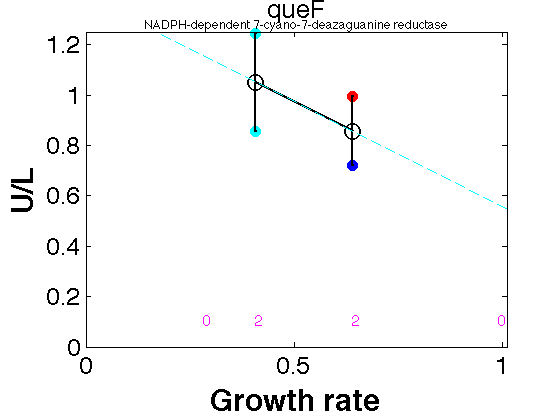 queF
NADPH-dependent 7-cyano-7-deazaguanine reductase
1.2
1
0.8
0.6
0.4
0.2
0
U/L
0 2 2 0
0 0.5 1
Growth rate